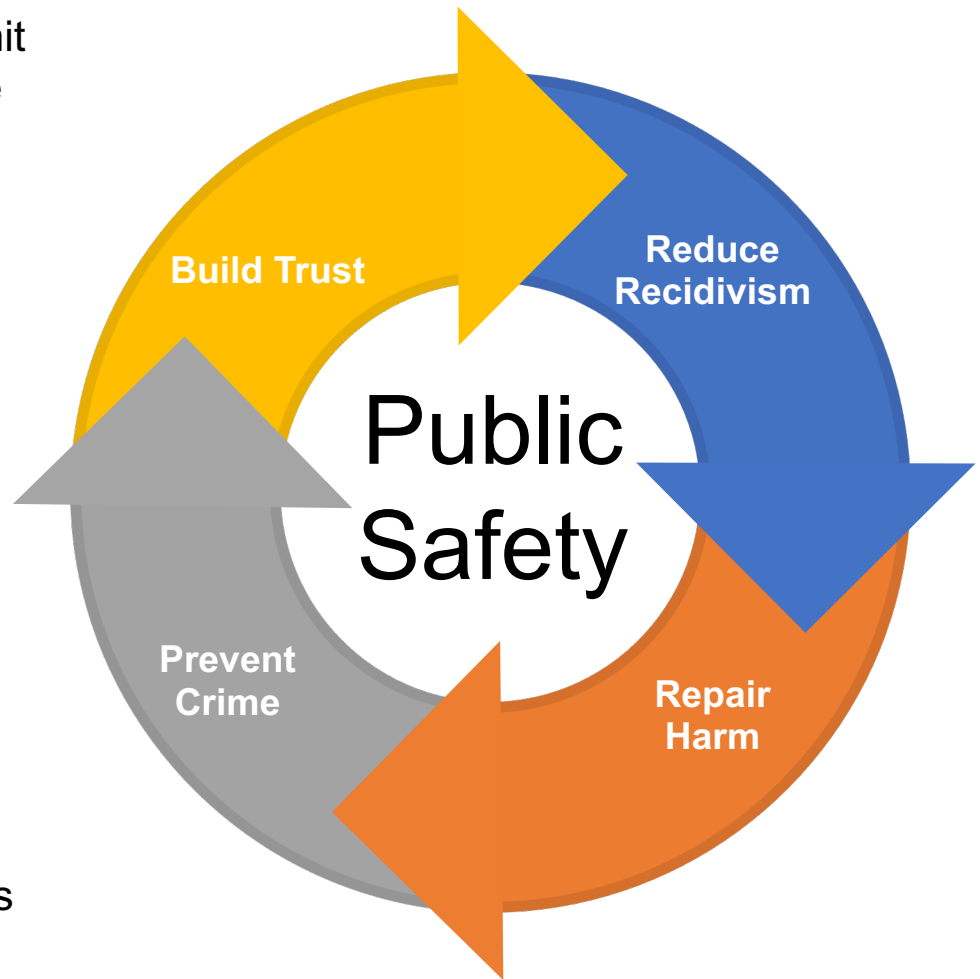 Build Trust
Reduce
Recidivism
Public
Safety
Prevent
Crime
Repair
Harm